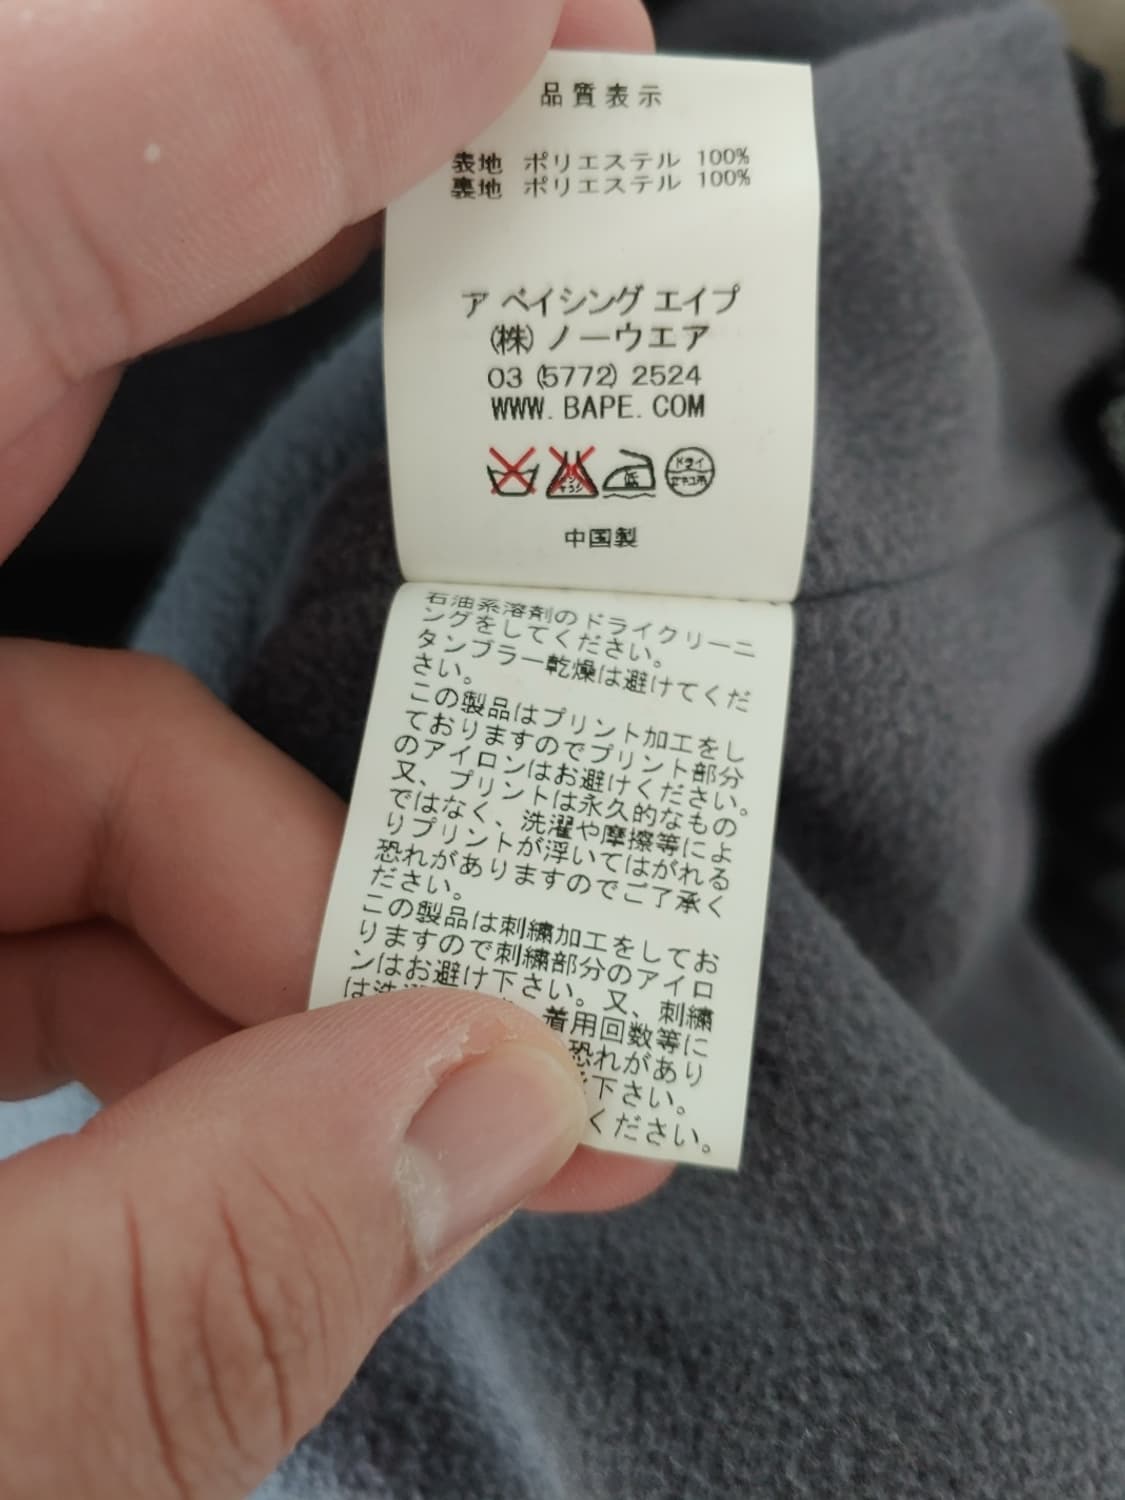 品質表示
表地 ポリエステル 100%
裏地 ポリエステル 100%
ア ベイシング エイプ
(株) ノーウエア
03 (5772) 2524
WWW. BAPE. COM
低
ドライ
セキユ系
中国製
石油系溶剤のドライクリーニ
ングをしてください。
タンブラー乾燥は避けてくだ
さい。
この製品はプリント加工をし
ておりますのでプリント部分
のアイロンはお避けください。
又、プリントは永久的なもの
ではなく、洗濯や摩擦等によ
りプリントが浮いてはがれる
恐れがありますのでご了承く
ださい。
この製品は刺繍加工をしてお
りますので刺繍部分のアイロ
ンはお避け下さい。又、刺繍
は洗
着用回数等に
恐れがあり
下さい。
ください。